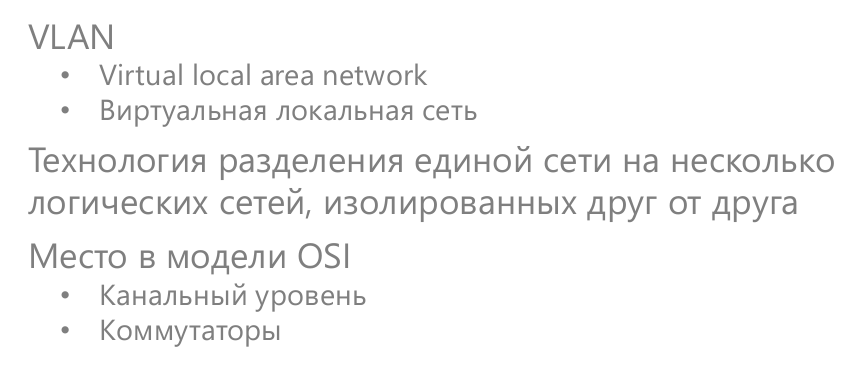 VLAN
• Virtual local area network
• Виртуальная локальная сеть
Технология разделения единой сети на несколько
логических сетей, изолированных друг от друга
Место в модели OSI
• Канальный уровень
• Коммутаторы